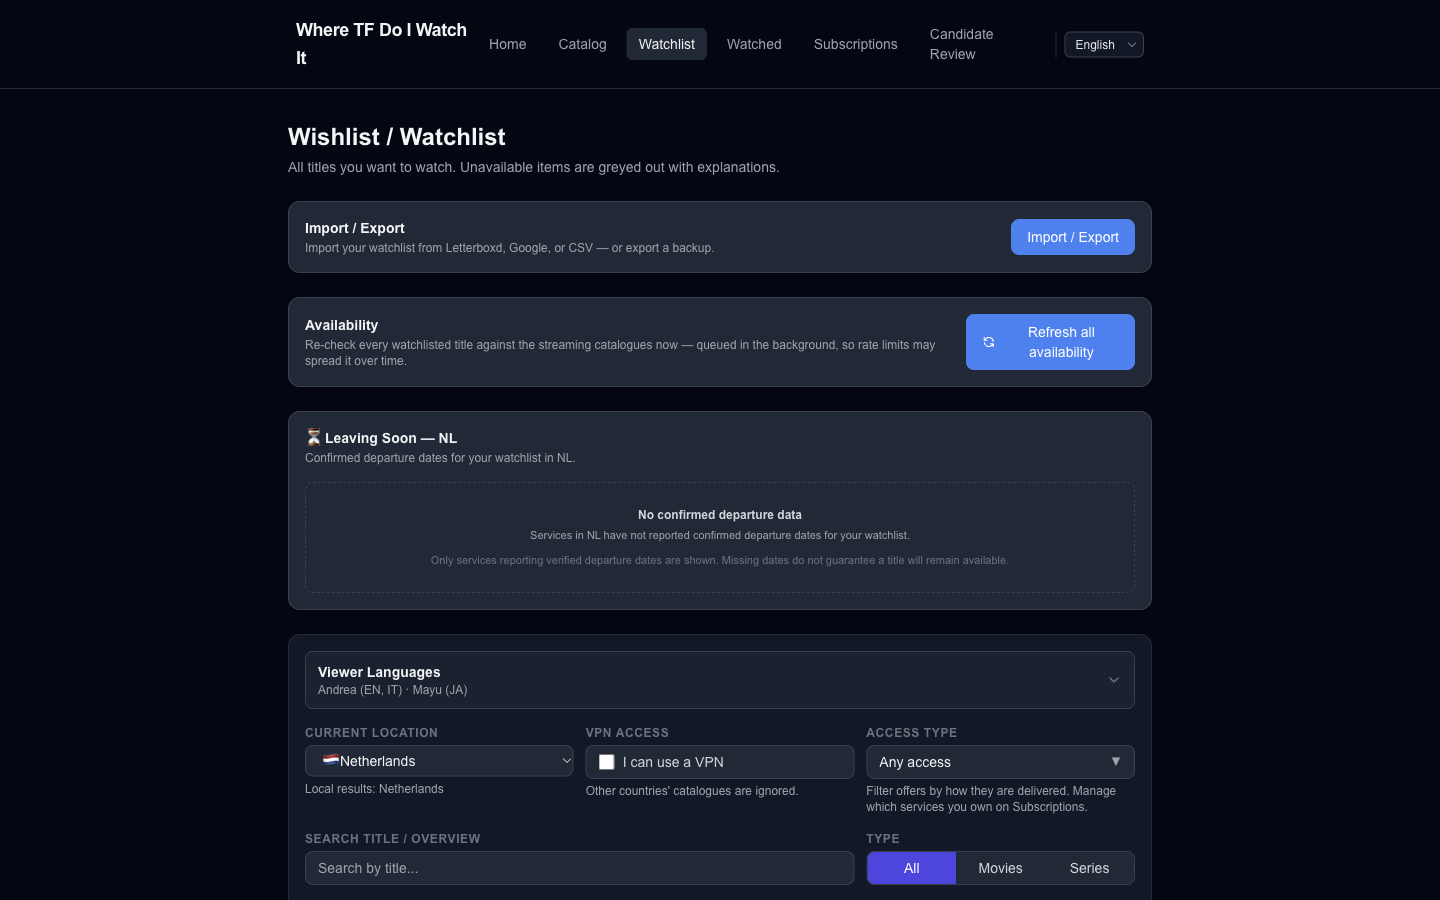 Where TF Do I Watch
It
Home
Catalog
Watchlist
Watched
Subscriptions
Candidate
Review
English
Wishlist / Watchlist
All titles you want to watch. Unavailable items are greyed out with explanations.
Import / Export
Import your watchlist from Letterboxd, Google, or CSV — or export a backup.
Import / Export
Availability
Re-check every watchlisted title against the streaming catalogues now — queued in the background, so rate limits may
spread it over time.
Refresh all
availability
⏳ Leaving Soon — NL
Confirmed departure dates for your watchlist in NL.
No confirmed departure data
Services in NL have not reported confirmed departure dates for your watchlist.
Only services reporting verified departure dates are shown. Missing dates do not guarantee a title will remain available.
Viewer Languages
Andrea (EN, IT) · Mayu (JA)
CURRENT LOCATION
🇳🇱 Netherlands
Local results: Netherlands
VPN ACCESS
I can use a VPN
Other countries' catalogues are ignored.
ACCESS TYPE
Any access
Filter offers by how they are delivered. Manage
which services you own on Subscriptions.
SEARCH TITLE / OVERVIEW
Search by title...
TYPE
All
Movies
Series